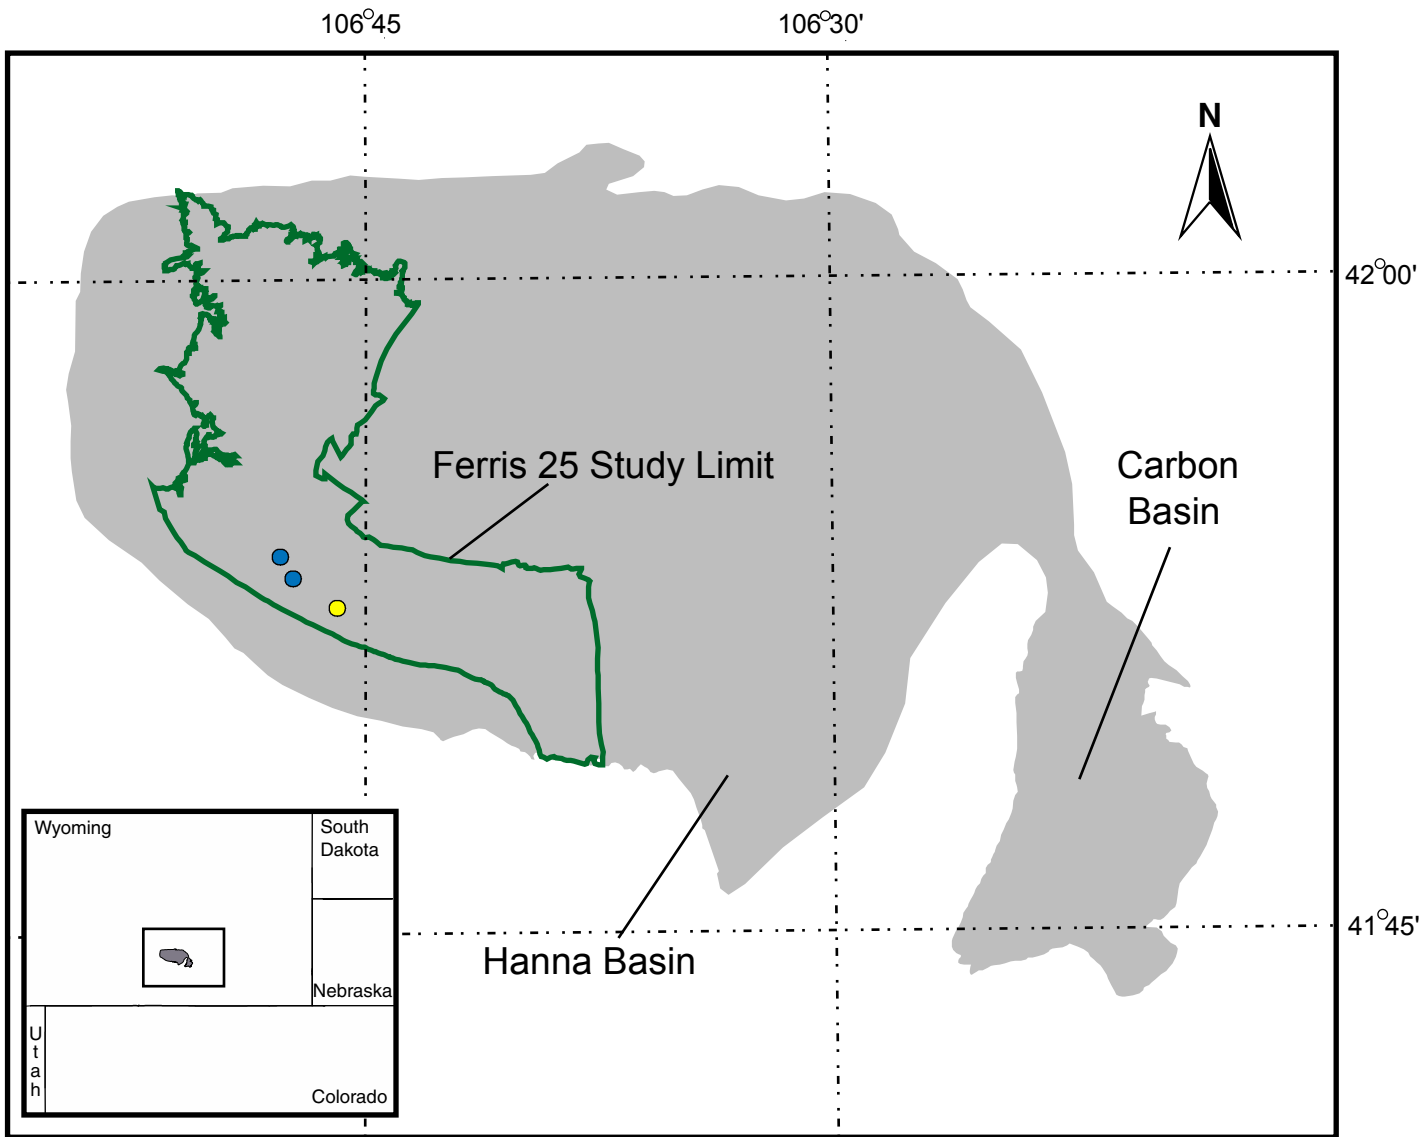 106°45
106°30'
N
42°00'
Ferris 25 Study Limit
Carbon
Basin
Wyoming
South
Dakota
41°45'
Hanna Basin
Nebraska
U
t
a
h
Colorado